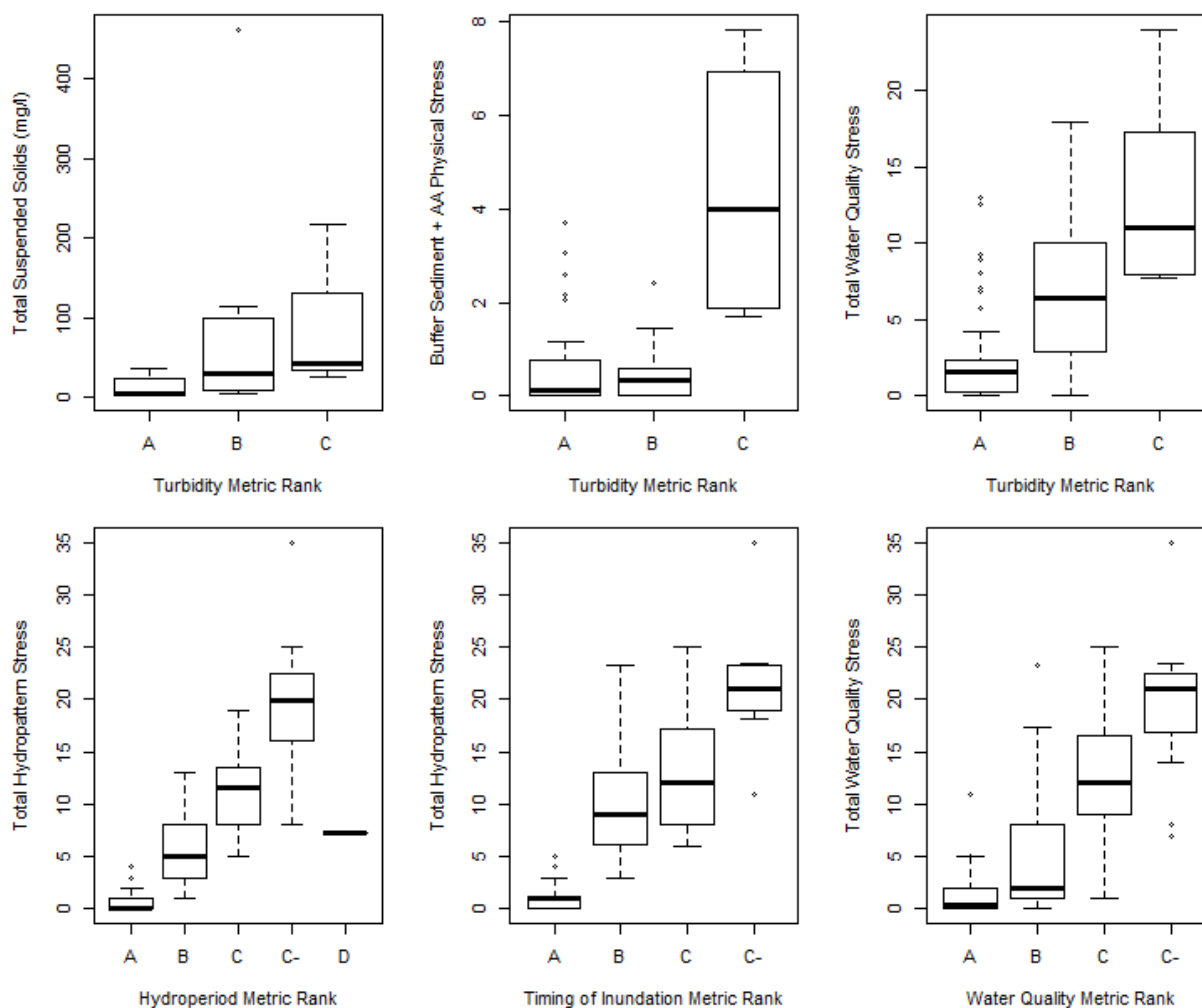 Total Suspended Solids (mg/l)
400
300
200
100
0
A B C
Turbidity Metric Rank
Buffer Sediment + AA Physical Stress
8
6
4
2
0
A B C
Turbidity Metric Rank
Total Water Quality Stress
20
15
10
5
0
A B C
Turbidity Metric Rank
Total Hydropattern Stress
35
30
25
20
15
10
5
0
A B C C- D
Hydroperiod Metric Rank
Total Hydropattern Stress
35
30
25
20
15
10
5
0
A B C C-
Timing of Inundation Metric Rank
Total Water Quality Stress
35
30
25
20
15
10
5
0
A B C C-
Water Quality Metric Rank